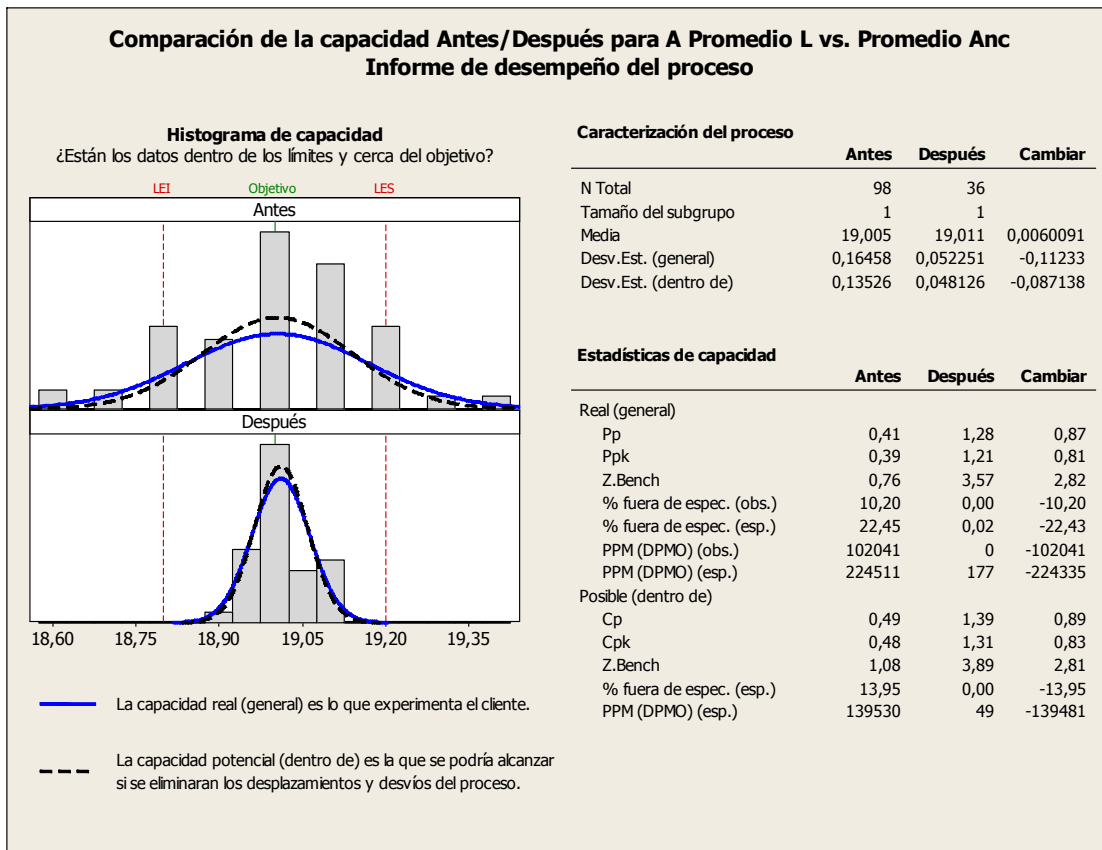 Comparación de la capacidad Antes/Después para A Promedio L vs. Promedio Anc
Informe de desempeño del proceso
Histograma de capacidad
¿Están los datos dentro de los límites y cerca del objetivo?
LEI Objetivo LES
Antes
Después
18,60 18,75 18,90 19,05 19,20 19,35
La capacidad real (general) es lo que experimenta el cliente.
La capacidad potencial (dentro de) es la que se podría alcanzar
si se eliminaran los desplazamientos y desvíos del proceso.
Caracterización del proceso
Antes Después Cambiar
N Total 98 36
Tamaño del subgrupo 1 1
Media 19,005 19,011 0,0060091
Desv.Est. (general) 0,16458 0,052251 -0,11233
Desv.Est. (dentro de) 0,13526 0,048126 -0,087138
Estadísticas de capacidad
Antes Después Cambiar
Real (general)
Pp 0,41 1,28 0,87
Ppk 0,39 1,21 0,81
Z.Bench 0,76 3,57 2,82
% fuera de espec. (obs.) 10,20 0,00 -10,20
% fuera de espec. (esp.) 22,45 0,02 -22,43
PPM (DPMO) (obs.) 102041 0 -102041
PPM (DPMO) (esp.) 224511 177 -224335
Posible (dentro de)
Cp 0,49 1,39 0,89
Cpk 0,48 1,31 0,83
Z.Bench 1,08 3,89 2,81
% fuera de espec. (esp.) 13,95 0,00 -13,95
PPM (DPMO) (esp.) 139530 49 -139481